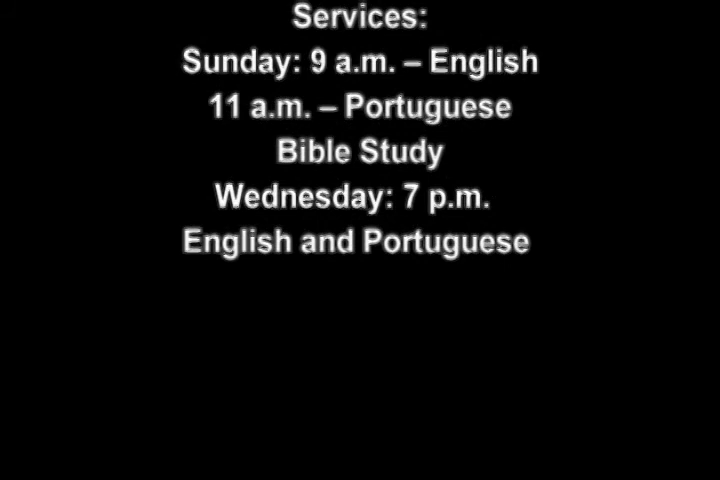 Services:
Sunday: 9 a.m. – English
11 a.m. – Portuguese
Bible Study
Wednesday: 7 p.m.
English and Portuguese